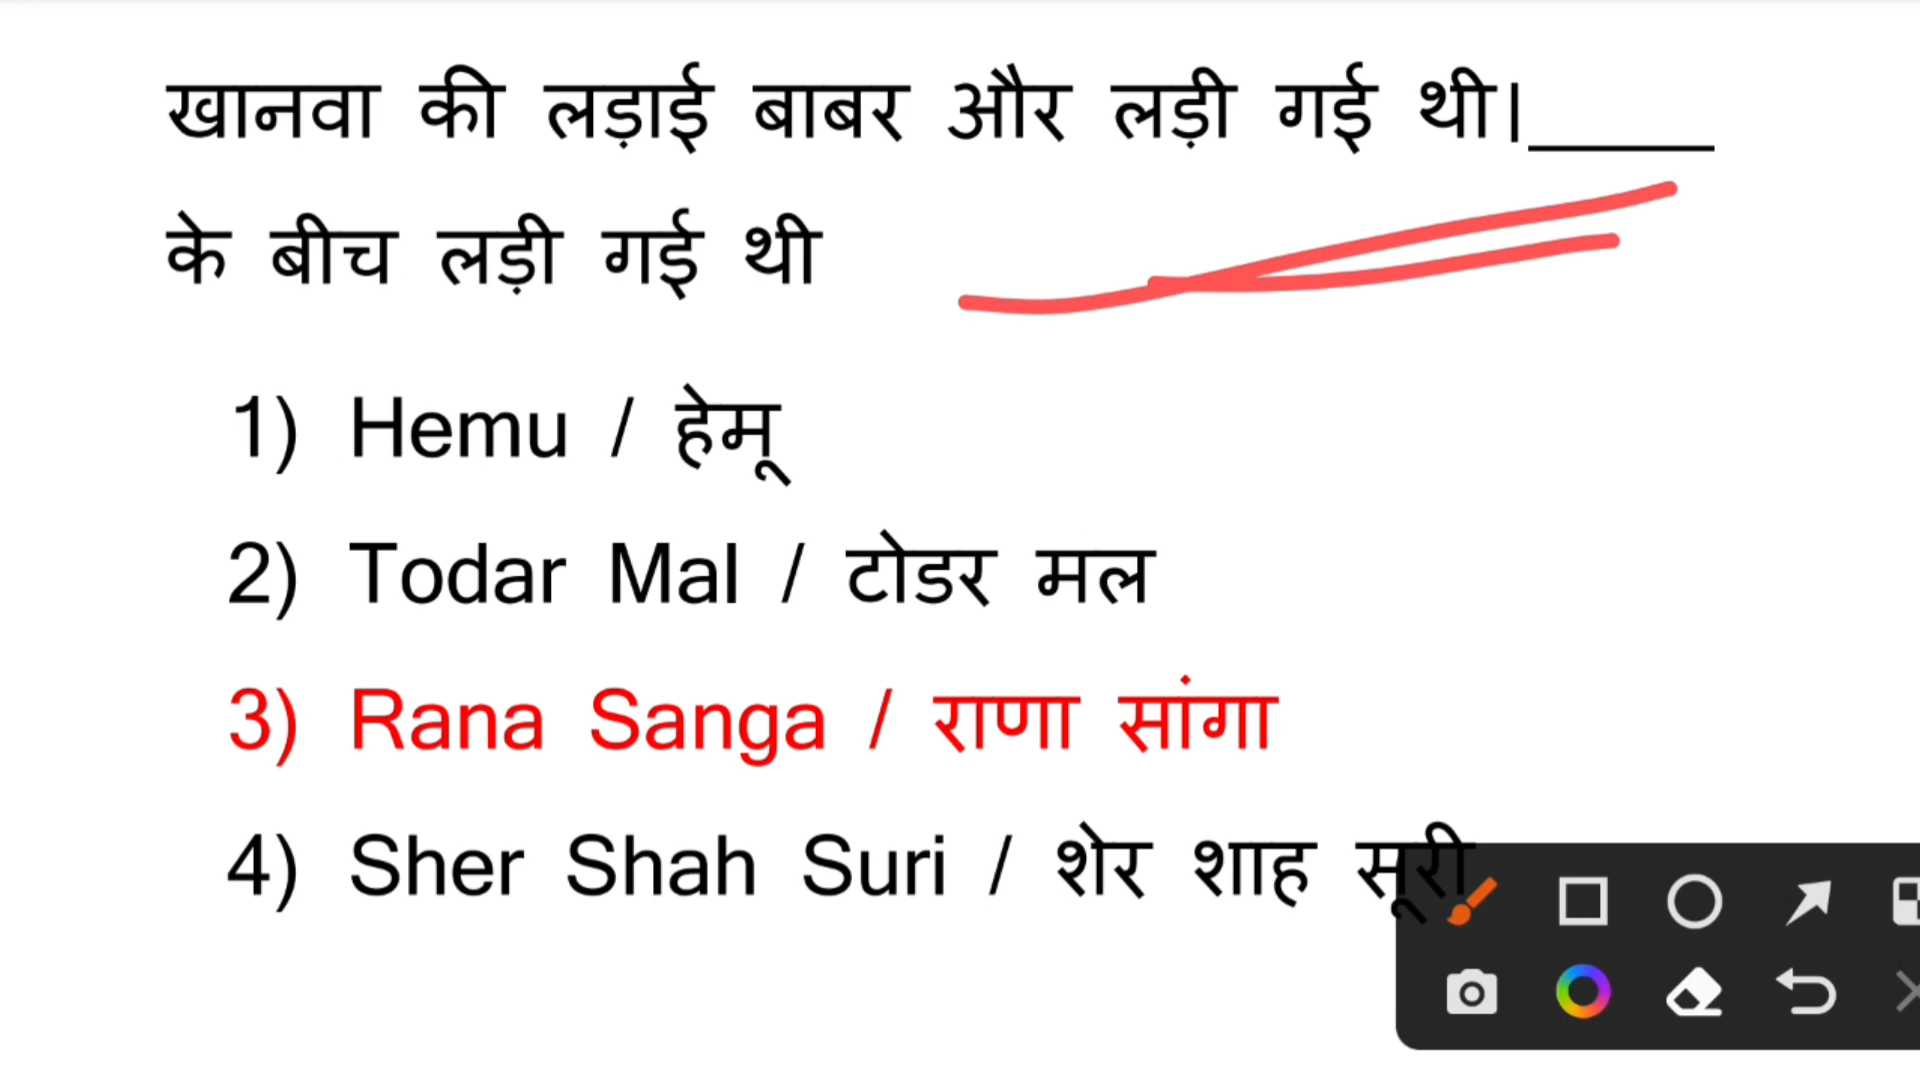 खानवा की लड़ाई बाबर और लड़ी गई थी।_____
के बीच लड़ी गई थी
1) Hemu / हेमू
2) Todar Mal / टोडर मल
3) Rana Sanga / राणा सांगा
4) Sher Shah Suri / शेर शाह सूरी